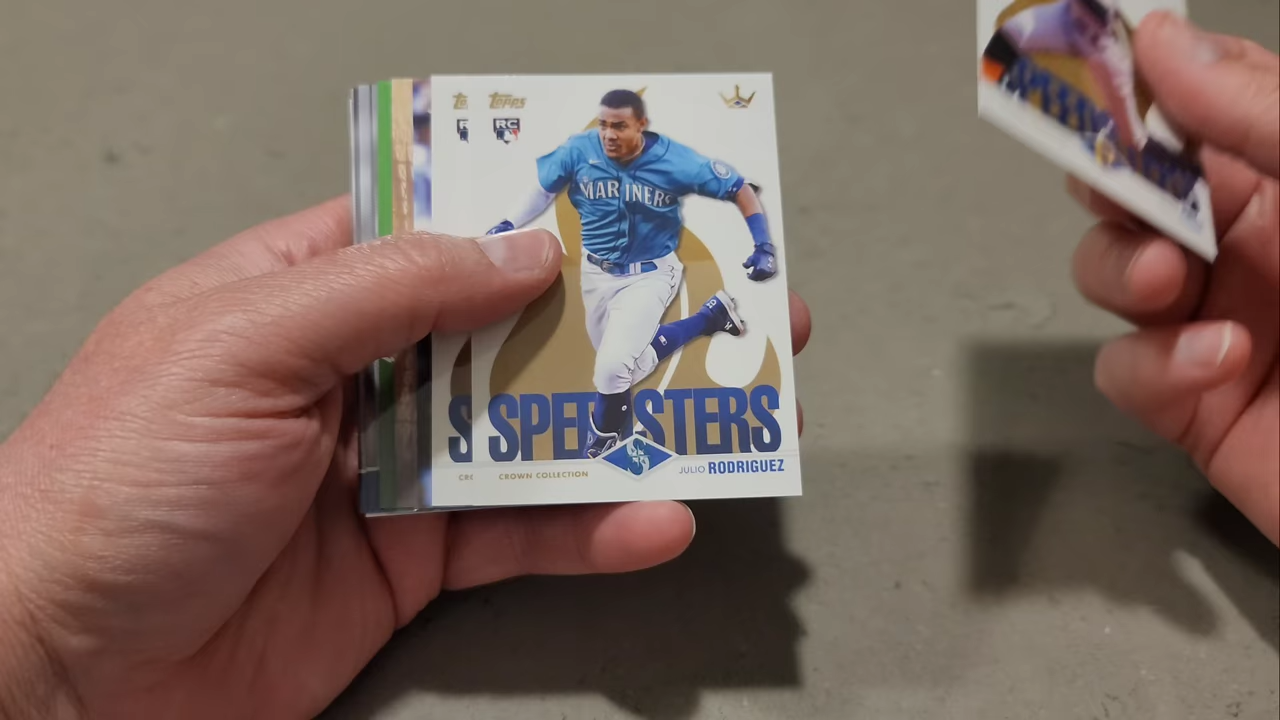 Topps
RC
MARINERS
SPEEDSTERS
CROWN COLLECTION
JULIO RODRIGUEZ